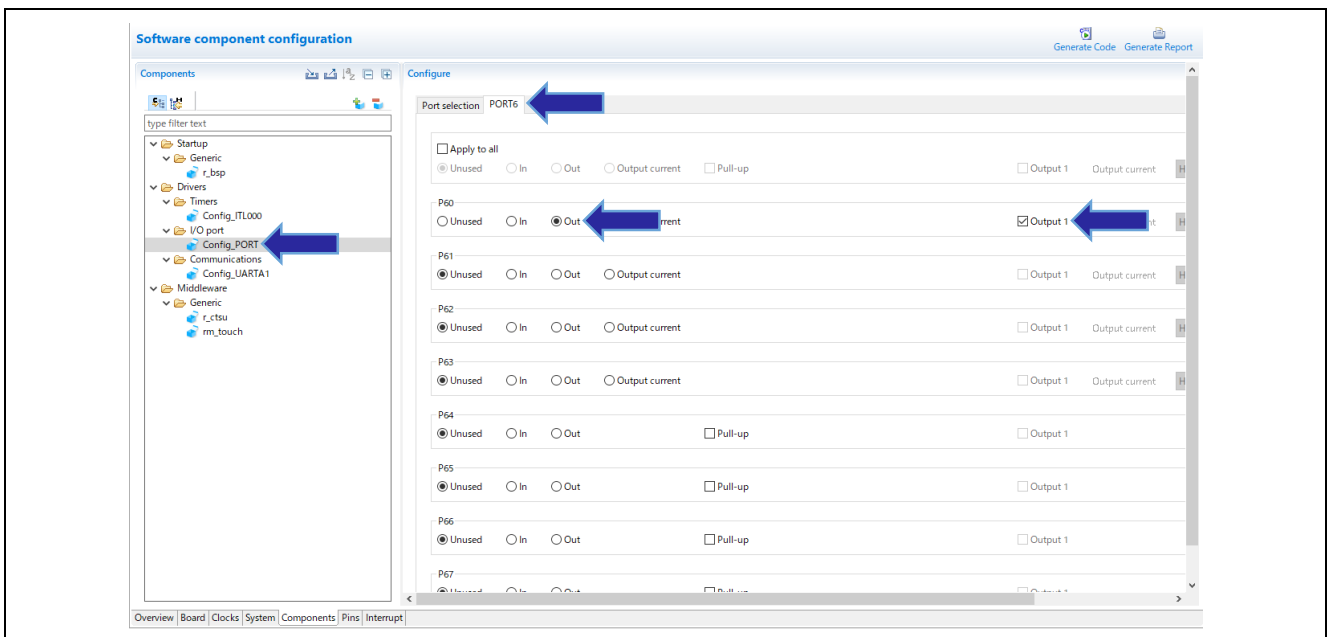 Software component configuration
Generate Code Generate Report
Components
Configure
Port selection PORT6
type filter text
Startup
Generic
r_bsp
Drivers
Timers
Config_ITL000
I/O port
Config_PORT
Communications
Config_UARTA1
Middleware
Generic
r_ctsu
rm_touch
Apply to all
Unused In Out Output current Pull-up Output 1 Output current H
P60
Unused In Out Output 1 H
P61
Unused In Out Output current Output 1 Output current H
P62
Unused In Out Output current Output 1 Output current H
P63
Unused In Out Output current Output 1 Output current H
P64
Unused In Out Pull-up Output 1
P65
Unused In Out Pull-up Output 1
P66
Unused In Out Pull-up Output 1
P67
Overview Board Clocks System Components Pins Interrupt